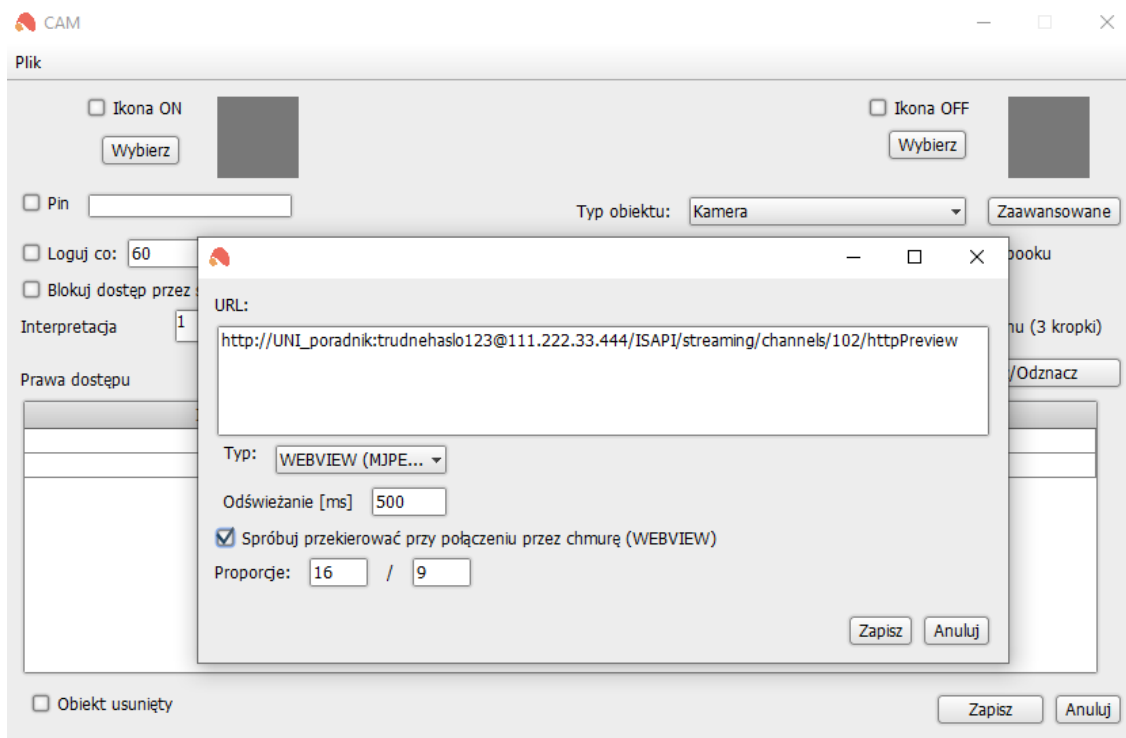 CAM
Plik
Ikona ON
Ikona OFF
Wybierz
Wybierz
Pin
Typ obiektu: Kamera Zaawansowane
Loguj co: 60
Blokuj dostęp przez
Interpretacja 1
nu (3 kropki)
Prawa dostępu
/Odznacz
URL:
http://UNI_poradnik:trudnehaslo123@111.222.33.444/ISAPI/streaming/channels/102/httpPreview
Typ: WEBVIEW (MJPE...
Odświeżanie [ms] 500
Spróbuj przekierować przy połączeniu przez chmurę (WEBVIEW)
Proporcje: 16 / 9
Zapisz Anuluj
Obiekt usunięty
Zapisz Anuluj